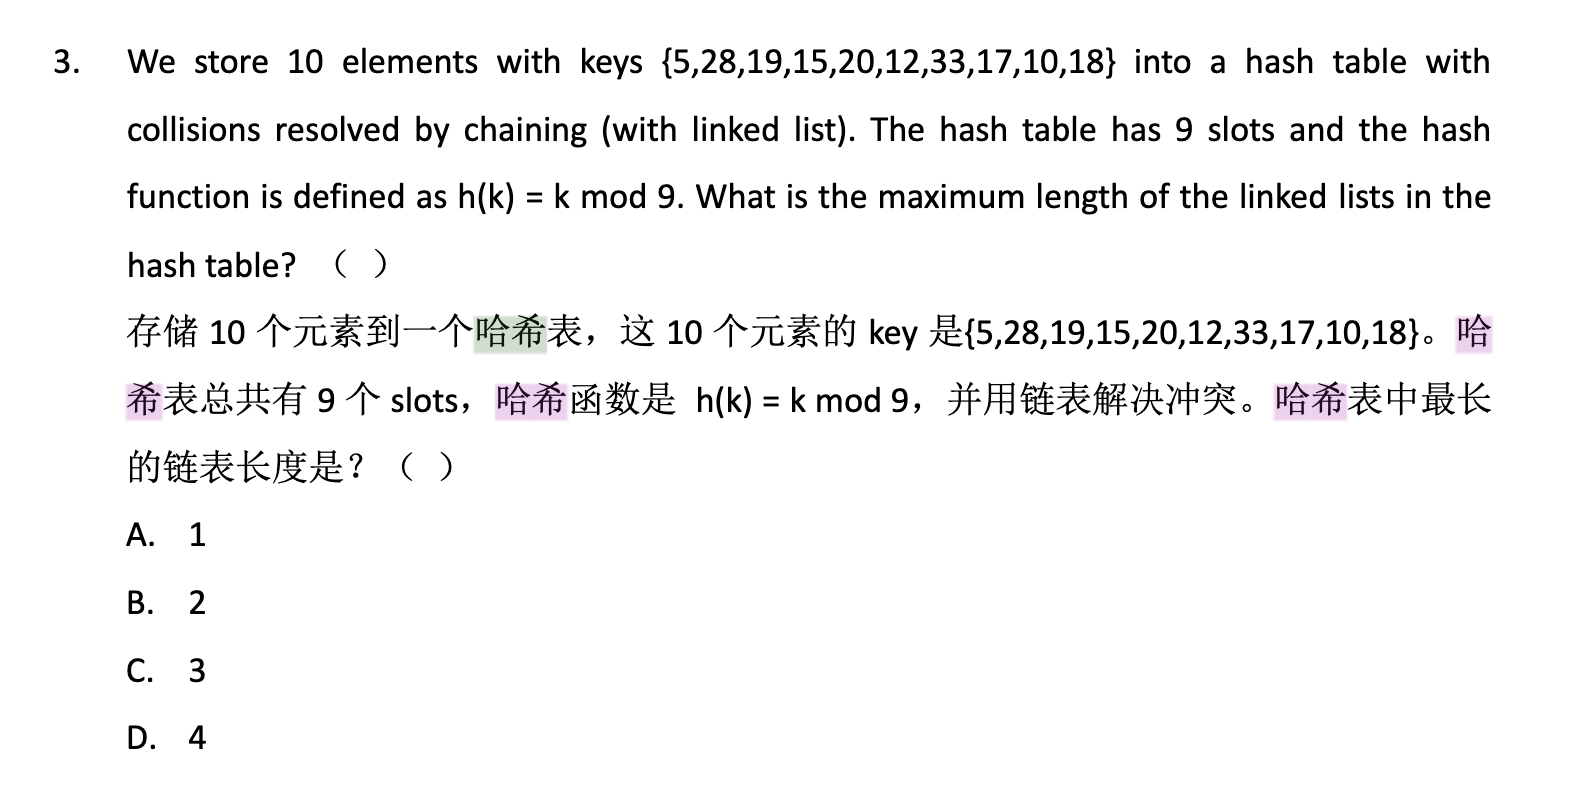 3. We store 10 elements with keys {5,28,19,15,20,12,33,17,10,18} into a hash table with
collisions resolved by chaining (with linked list). The hash table has 9 slots and the hash
function is defined as h(k) = k mod 9. What is the maximum length of the linked lists in the
hash table? （ ）
存储 10 个元素到一个哈希表，这 10 个元素的 key 是{5,28,19,15,20,12,33,17,10,18}。哈
希表总共有 9 个 slots，哈希函数是 h(k) = k mod 9，并用链表解决冲突。哈希表中最长
的链表长度是？（ ）
A. 1
B. 2
C. 3
D. 4